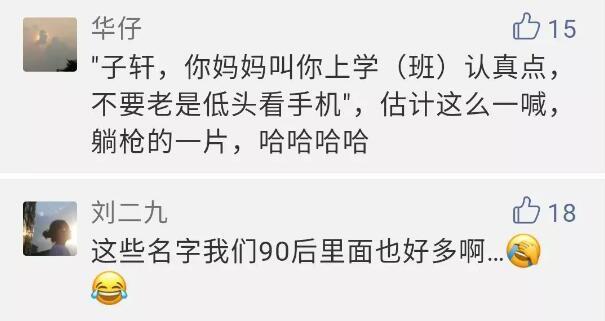 华仔
15
"子轩，你妈妈叫你上学（班）认真点，
不要老是低头看手机"，估计这么一喊，
躺枪的一片，哈哈哈哈
刘二九
18
这些名字我们90后里面也好多啊...🤦
😂